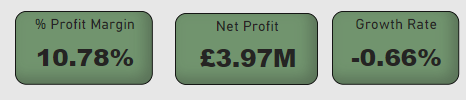 % Profit Margin
10.78%
Net Profit
£3.97M
Growth Rate
-0.66%